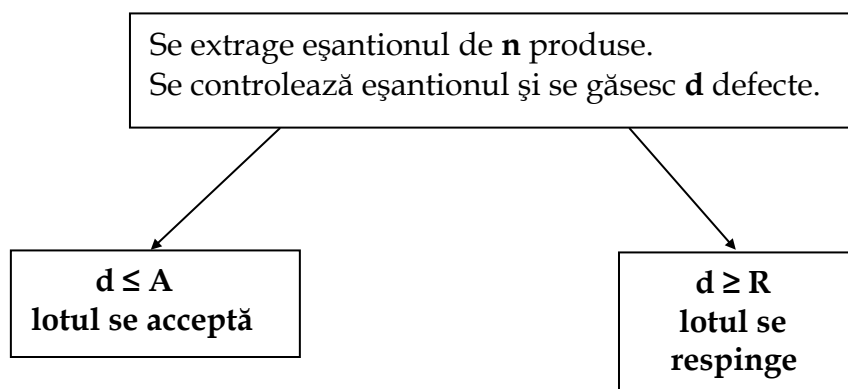 Se extrage eşantionul de n produse.
Se controlează eşantionul şi se găsesc d defecte.
d ≤ A
lotul se acceptă
d ≥ R
lotul se
respinge